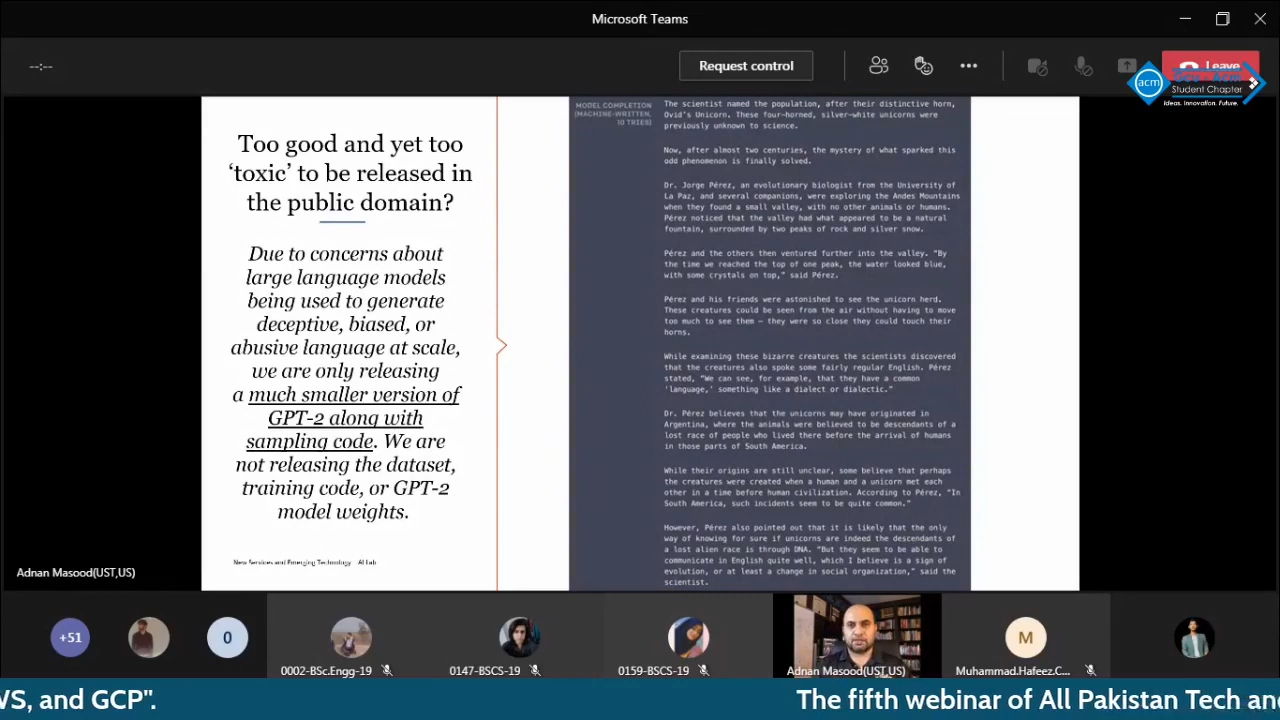 Microsoft Teams
--:--
Request control
Leave
acm
GCV - ACM
Student Chapter
Ideas. Innovation. Future.
Too good and yet too
‘toxic’ to be released in
the public domain?
Due to concerns about
large language models
being used to generate
deceptive, biased, or
abusive language at scale,
we are only releasing
a much smaller version of
GPT-2 along with
sampling code. We are
not releasing the dataset,
training code, or GPT-2
model weights.
New Services and Emerging Technology AI Lab
MODEL COMPLETION
(MACHINE-WRITTEN,
10 TRIES)
The scientist named the population, after their distinctive horn,
Ovid’s Unicorn. These four-horned, silver-white unicorns were
previously unknown to science.
Now, after almost two centuries, the mystery of what sparked this
odd phenomenon is finally solved.
Dr. Jorge Pérez, an evolutionary biologist from the University of
La Paz, and several companions, were exploring the Andes Mountains
when they found a small valley, with no other animals or humans.
Pérez noticed that the valley had what appeared to be a natural
fountain, surrounded by two peaks of rock and silver snow.
Pérez and the others then ventured further into the valley. “By
the time we reached the top of one peak, the water looked blue,
with some crystals on top,” said Pérez.
Pérez and his friends were astonished to see the unicorn herd.
These creatures could be seen from the air without having to move
too much to see them – they were so close they could touch their
horns.
While examining these bizarre creatures the scientists discovered
that the creatures also spoke some fairly regular English. Pérez
stated, “We can see, for example, that they have a common
‘language,’ something like a dialect or dialectic.”
Dr. Pérez believes that the unicorns may have originated in
Argentina, where the animals were believed to be descendants of a
lost race of people who lived there before the arrival of humans
in those parts of South America.
While their origins are still unclear, some believe that perhaps
the creatures were created when a human and a unicorn met each
other in a time before human civilization. According to Pérez, “In
South America, such incidents seem to be quite common.”
However, Pérez also pointed out that it is likely that the only
way of knowing for sure if unicorns are indeed the descendants of
a lost alien race is through DNA. “But they seem to be able to
communicate in English quite well, which I believe is a sign of
evolution, or at least a change in social organization,” said the
scientist.
Adnan Masood(UST,US)
+51
0
0002-BSc.Engg-19
0147-BSCS-19
0159-BSCS-19
Adnan Masood(UST,US)
M
Muhammad.Hafeez.C...
WS, and GCP".
The fifth webinar of All Pakistan Tech and